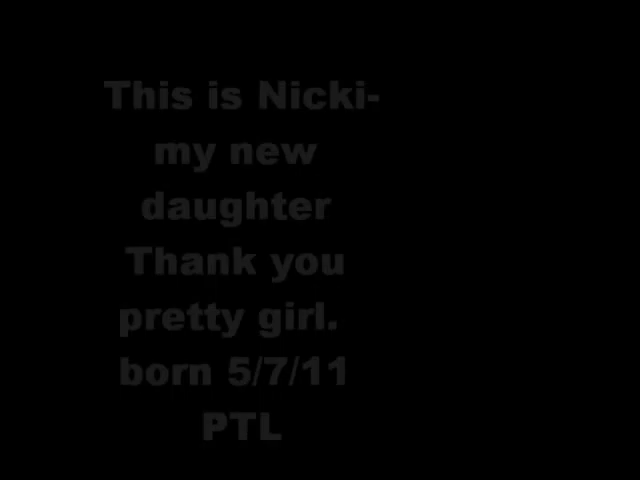 This is Nicki-
my new
daughter
Thank you
pretty girl.
born 5/7/11
PTL